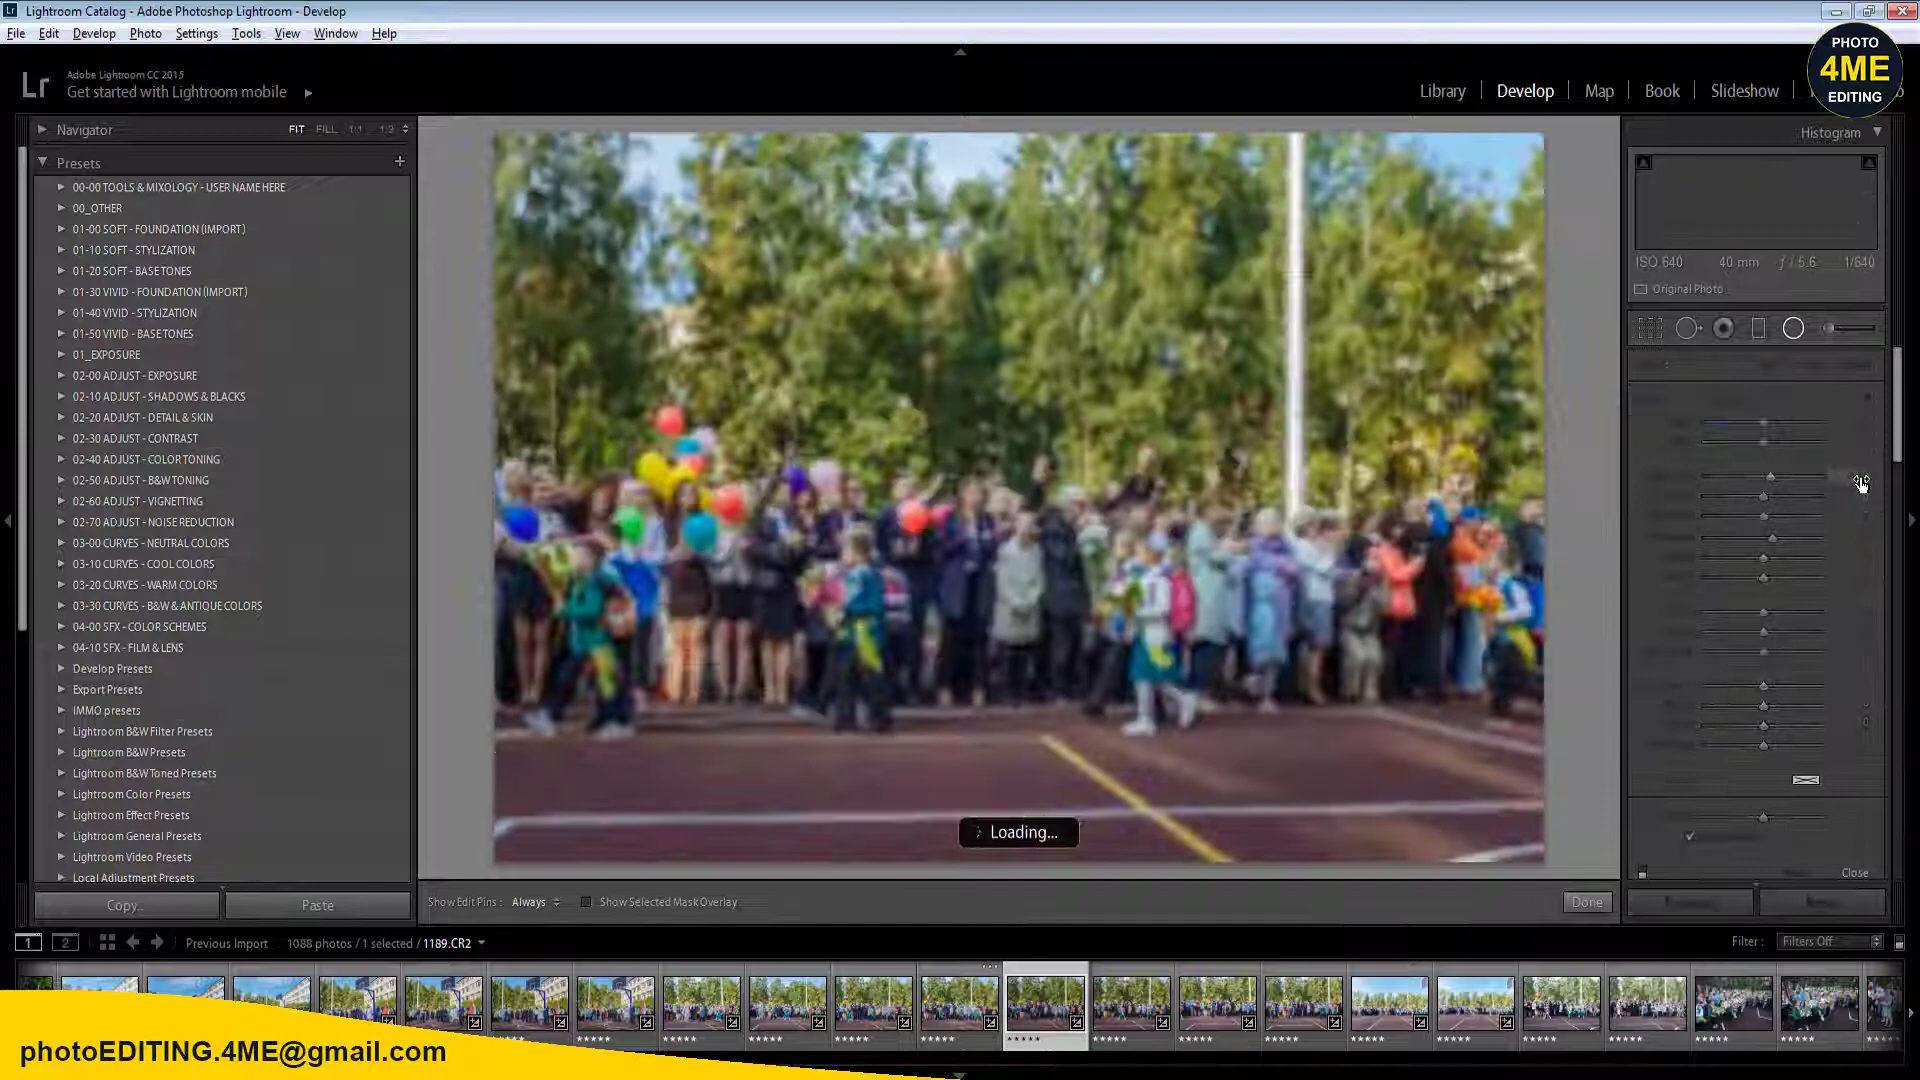 Lightroom Catalog - Adobe Photoshop Lightroom - Develop
File Edit Develop Photo Settings Tools View Window Help
PHOTO
4ME
EDITING
Lr
Adobe Lightroom CC 2015
Get started with Lightroom mobile
Library Develop Map Book Slideshow
Navigator FIT FILL 1:1 1:3
Histogram
Presets +
00-00 TOOLS & MIXOLOGY - USER NAME HERE
00_OTHER
01-00 SOFT - FOUNDATION (IMPORT)
01-10 SOFT - STYLIZATION
01-20 SOFT - BASE TONES
01-30 VIVID - FOUNDATION (IMPORT)
01-40 VIVID - STYLIZATION
01-50 VIVID - BASE TONES
01_EXPOSURE
02-00 ADJUST - EXPOSURE
02-10 ADJUST - SHADOWS & BLACKS
02-20 ADJUST - DETAIL & SKIN
02-30 ADJUST - CONTRAST
02-40 ADJUST - COLOR TONING
02-50 ADJUST - B&W TONING
02-60 ADJUST - VIGNETTING
02-70 ADJUST - NOISE REDUCTION
03-00 CURVES - NEUTRAL COLORS
03-10 CURVES - COOL COLORS
03-20 CURVES - WARM COLORS
03-30 CURVES - B&W & ANTIQUE COLORS
04-00 SFX - COLOR SCHEMES
04-10 SFX - FILM & LENS
Develop Presets
Export Presets
IMMO presets
Lightroom B&W Filter Presets
Lightroom B&W Presets
Lightroom B&W Toned Presets
Lightroom Color Presets
Lightroom Effect Presets
Lightroom General Presets
Lightroom Video Presets
Local Adjustment Presets
ISO 640 40 mm ƒ / 5.6 1/640
Original Photo
Loading...
Close
Copy... Paste
Show Edit Pins : Always Show Selected Mask Overlay Done
1 2 Previous Import 1088 photos / 1 selected / 1189.CR2 Filter : Filters Off
photoEDITING.4ME@gmail.com